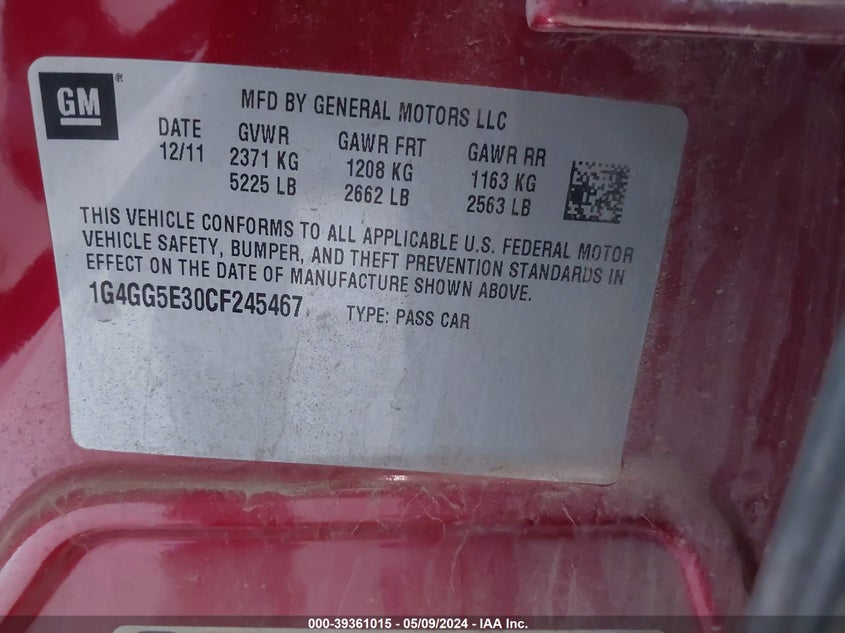 GM®
MFD BY GENERAL MOTORS LLC
DATE GVWR GAWR FRT GAWR RR
12/11 2371 KG 1208 KG 1163 KG
5225 LB 2662 LB 2563 LB
THIS VEHICLE CONFORMS TO ALL APPLICABLE U.S. FEDERAL MOTOR
VEHICLE SAFETY, BUMPER, AND THEFT PREVENTION STANDARDS IN
EFFECT ON THE DATE OF MANUFACTURE SHOWN ABOVE.
1G4GG5E30CF245467 TYPE: PASS CAR
000-39361015 - 05/09/2024 - IAA Inc.